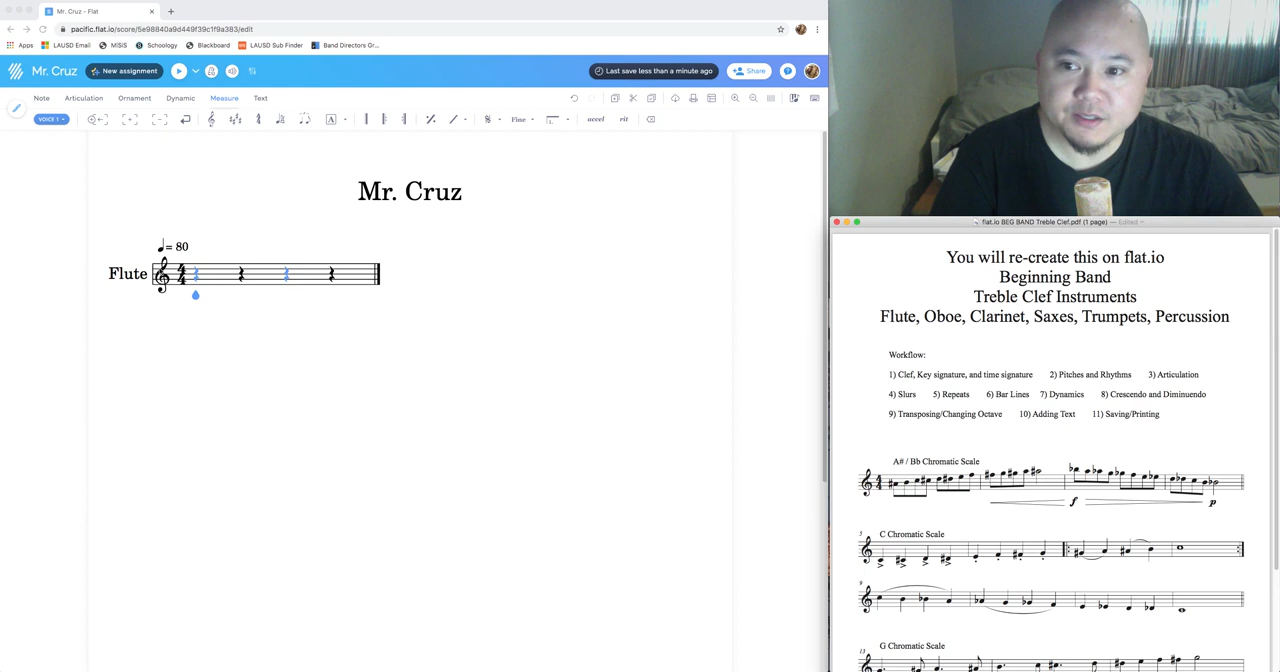 Mr. Cruz - Flat
pacific.flat.io/score/5e98840a9d449f39c1f9a383/edit
Apps LAUSD Email MiSiS Schoology Blackboard LAUSD Sub Finder Band Directors Gr...
Mr. Cruz New assignment Last save less than a minute ago Share
Note Articulation Ornament Dynamic Measure Text
VOICE 1 A Fine 1. accel rit
Mr. Cruz
= 80
Flute
flat.io BEG BAND Treble Clef.pdf (1 page) — Edited
You will re-create this on flat.io
Beginning Band
Treble Clef Instruments
Flute, Oboe, Clarinet, Saxes, Trumpets, Percussion
Workflow:
1) Clef, Key signature, and time signature 2) Pitches and Rhythms 3) Articulation
4) Slurs 5) Repeats 6) Bar Lines 7) Dynamics 8) Crescendo and Diminuendo
9) Transposing/Changing Octave 10) Adding Text 11) Saving/Printing
A# / Bb Chromatic Scale
f p
5 C Chromatic Scale
9
G Chromatic Scale
13